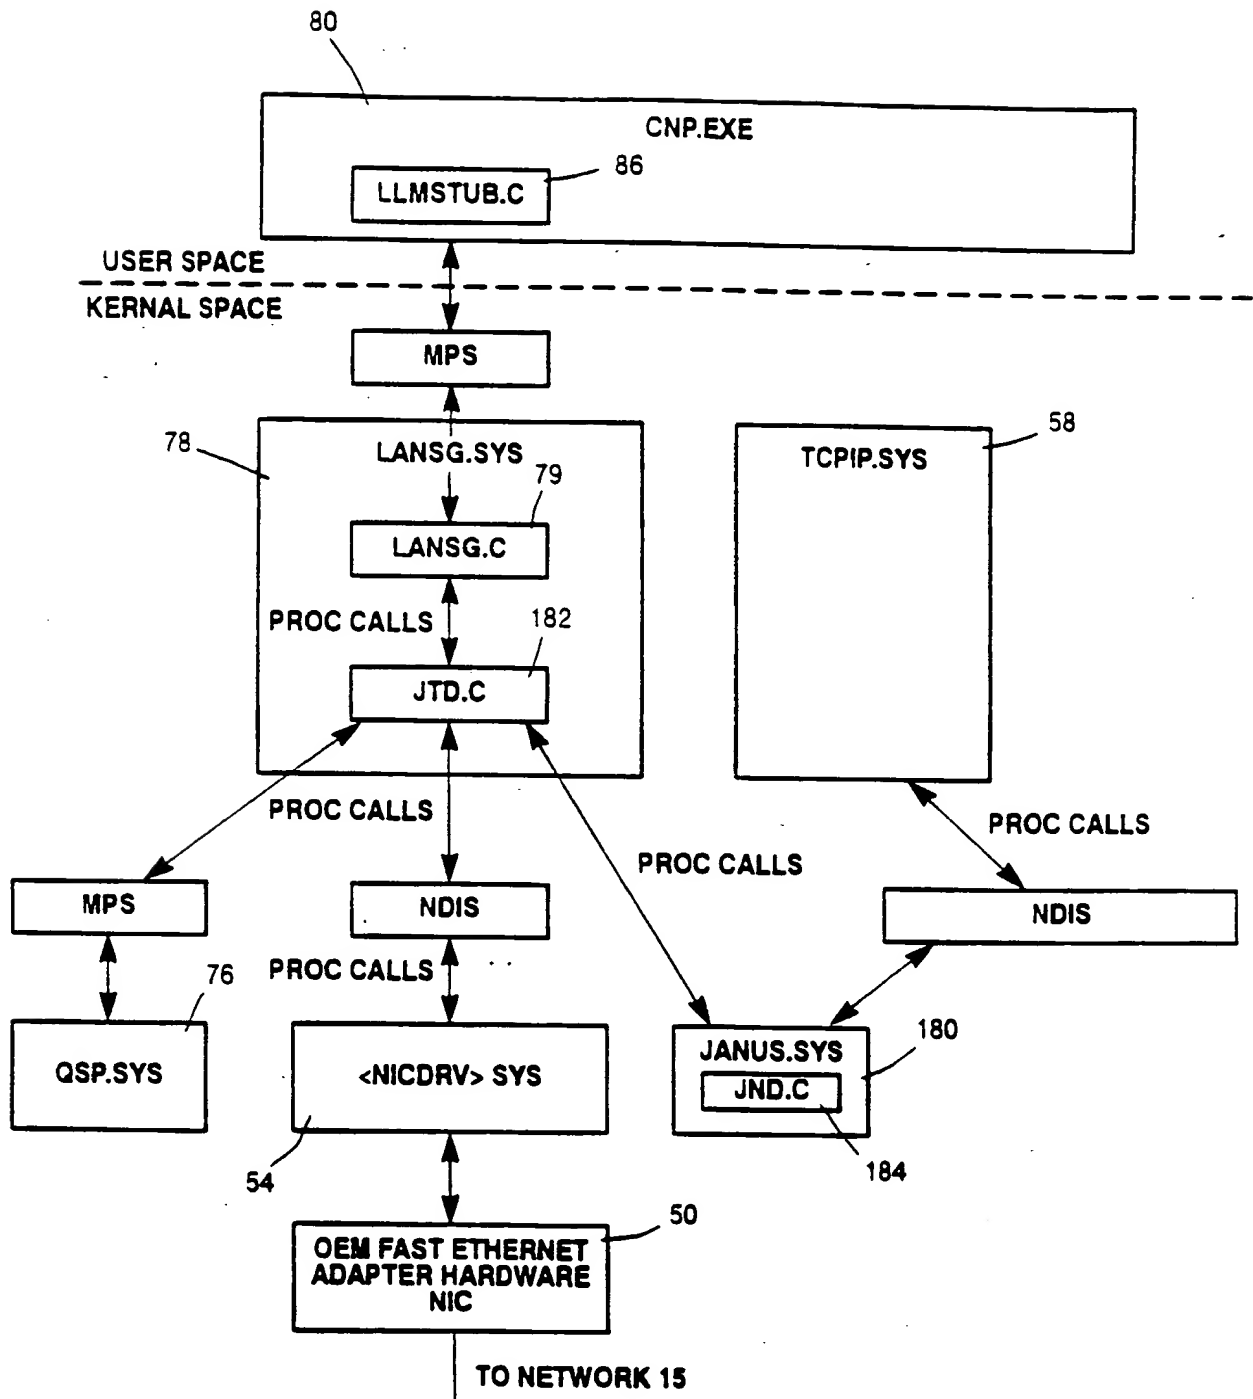 80
CNP.EXE
86
LLMSTUB.C
USER SPACE
KERNAL SPACE
MPS
78
LANSG.SYS
58
TCPIP.SYS
79
LANSG.C
PROC CALLS
182
JTD.C
PROC CALLS
PROC CALLS
PROC CALLS
MPS
NDIS
NDIS
PROC CALLS
76
QSP.SYS
<NICDRV> SYS
54
JANUS.SYS
180
JND.C
184
50
OEM FAST ETHERNET
ADAPTER HARDWARE
NIC
TO NETWORK 15